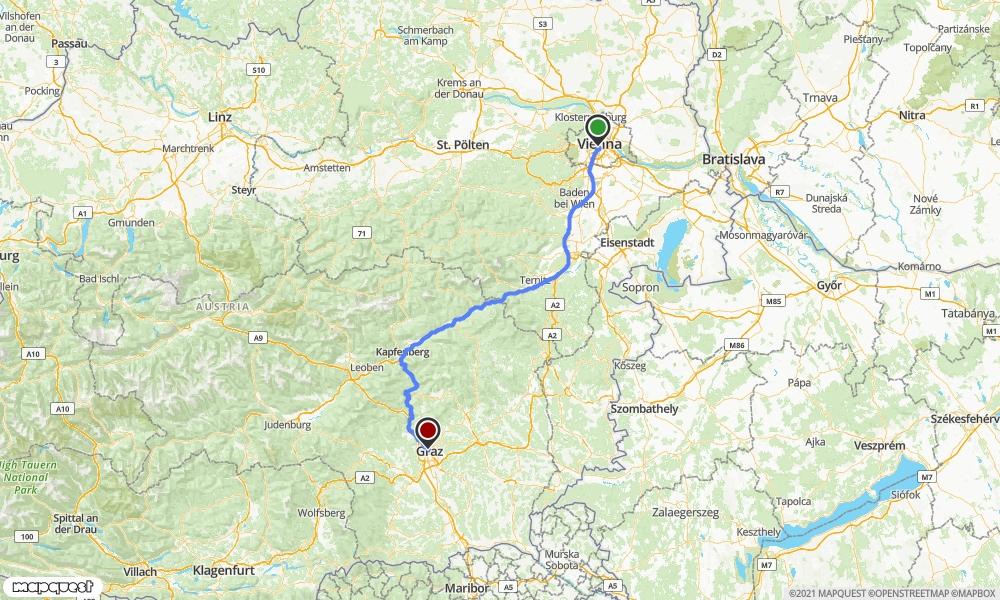 Vilshofen
an der
Donau
Passau
3
Pocking
S10
Linz
Marchtrenk
Amstetten
Steyr
A1
Gmunden
Bad Ischl
71
AUSTRIA
A9
A10
A10
Schmerbach
am Kamp
Krems an
der Donau
St. Pölten
S3
Vienna
Baden
bei Wien
Eisenstadt
Ternitz
Sopron
A2
A2
Kapfenberg
Leoben
Judenburg
Graz
A2
High Tauern
National
Park
100
Spittal an
der Drau
Wolfsberg
Villach
Klagenfurt
Maribor
A5
A5
Murska
Sobota
D2
Bratislava
R7
Piešťany
Partizánske
Topoľčany
Trnava
R1
Nitra
Dunajská
Streda
Nové
Zámky
Mosonmagyaróvár
Komárno
Győr
M1
M85
Tatabánya
M1
M86
Kőszeg
Szombathely
Pápa
Székesfehérv
Ajka
Veszprém
M7
Siófok
Tapolca
Keszthely
Zalaegerszeg
M7
mapquest
©2021 MAPQUEST ©OPENSTREETMAP ©MAPBOX